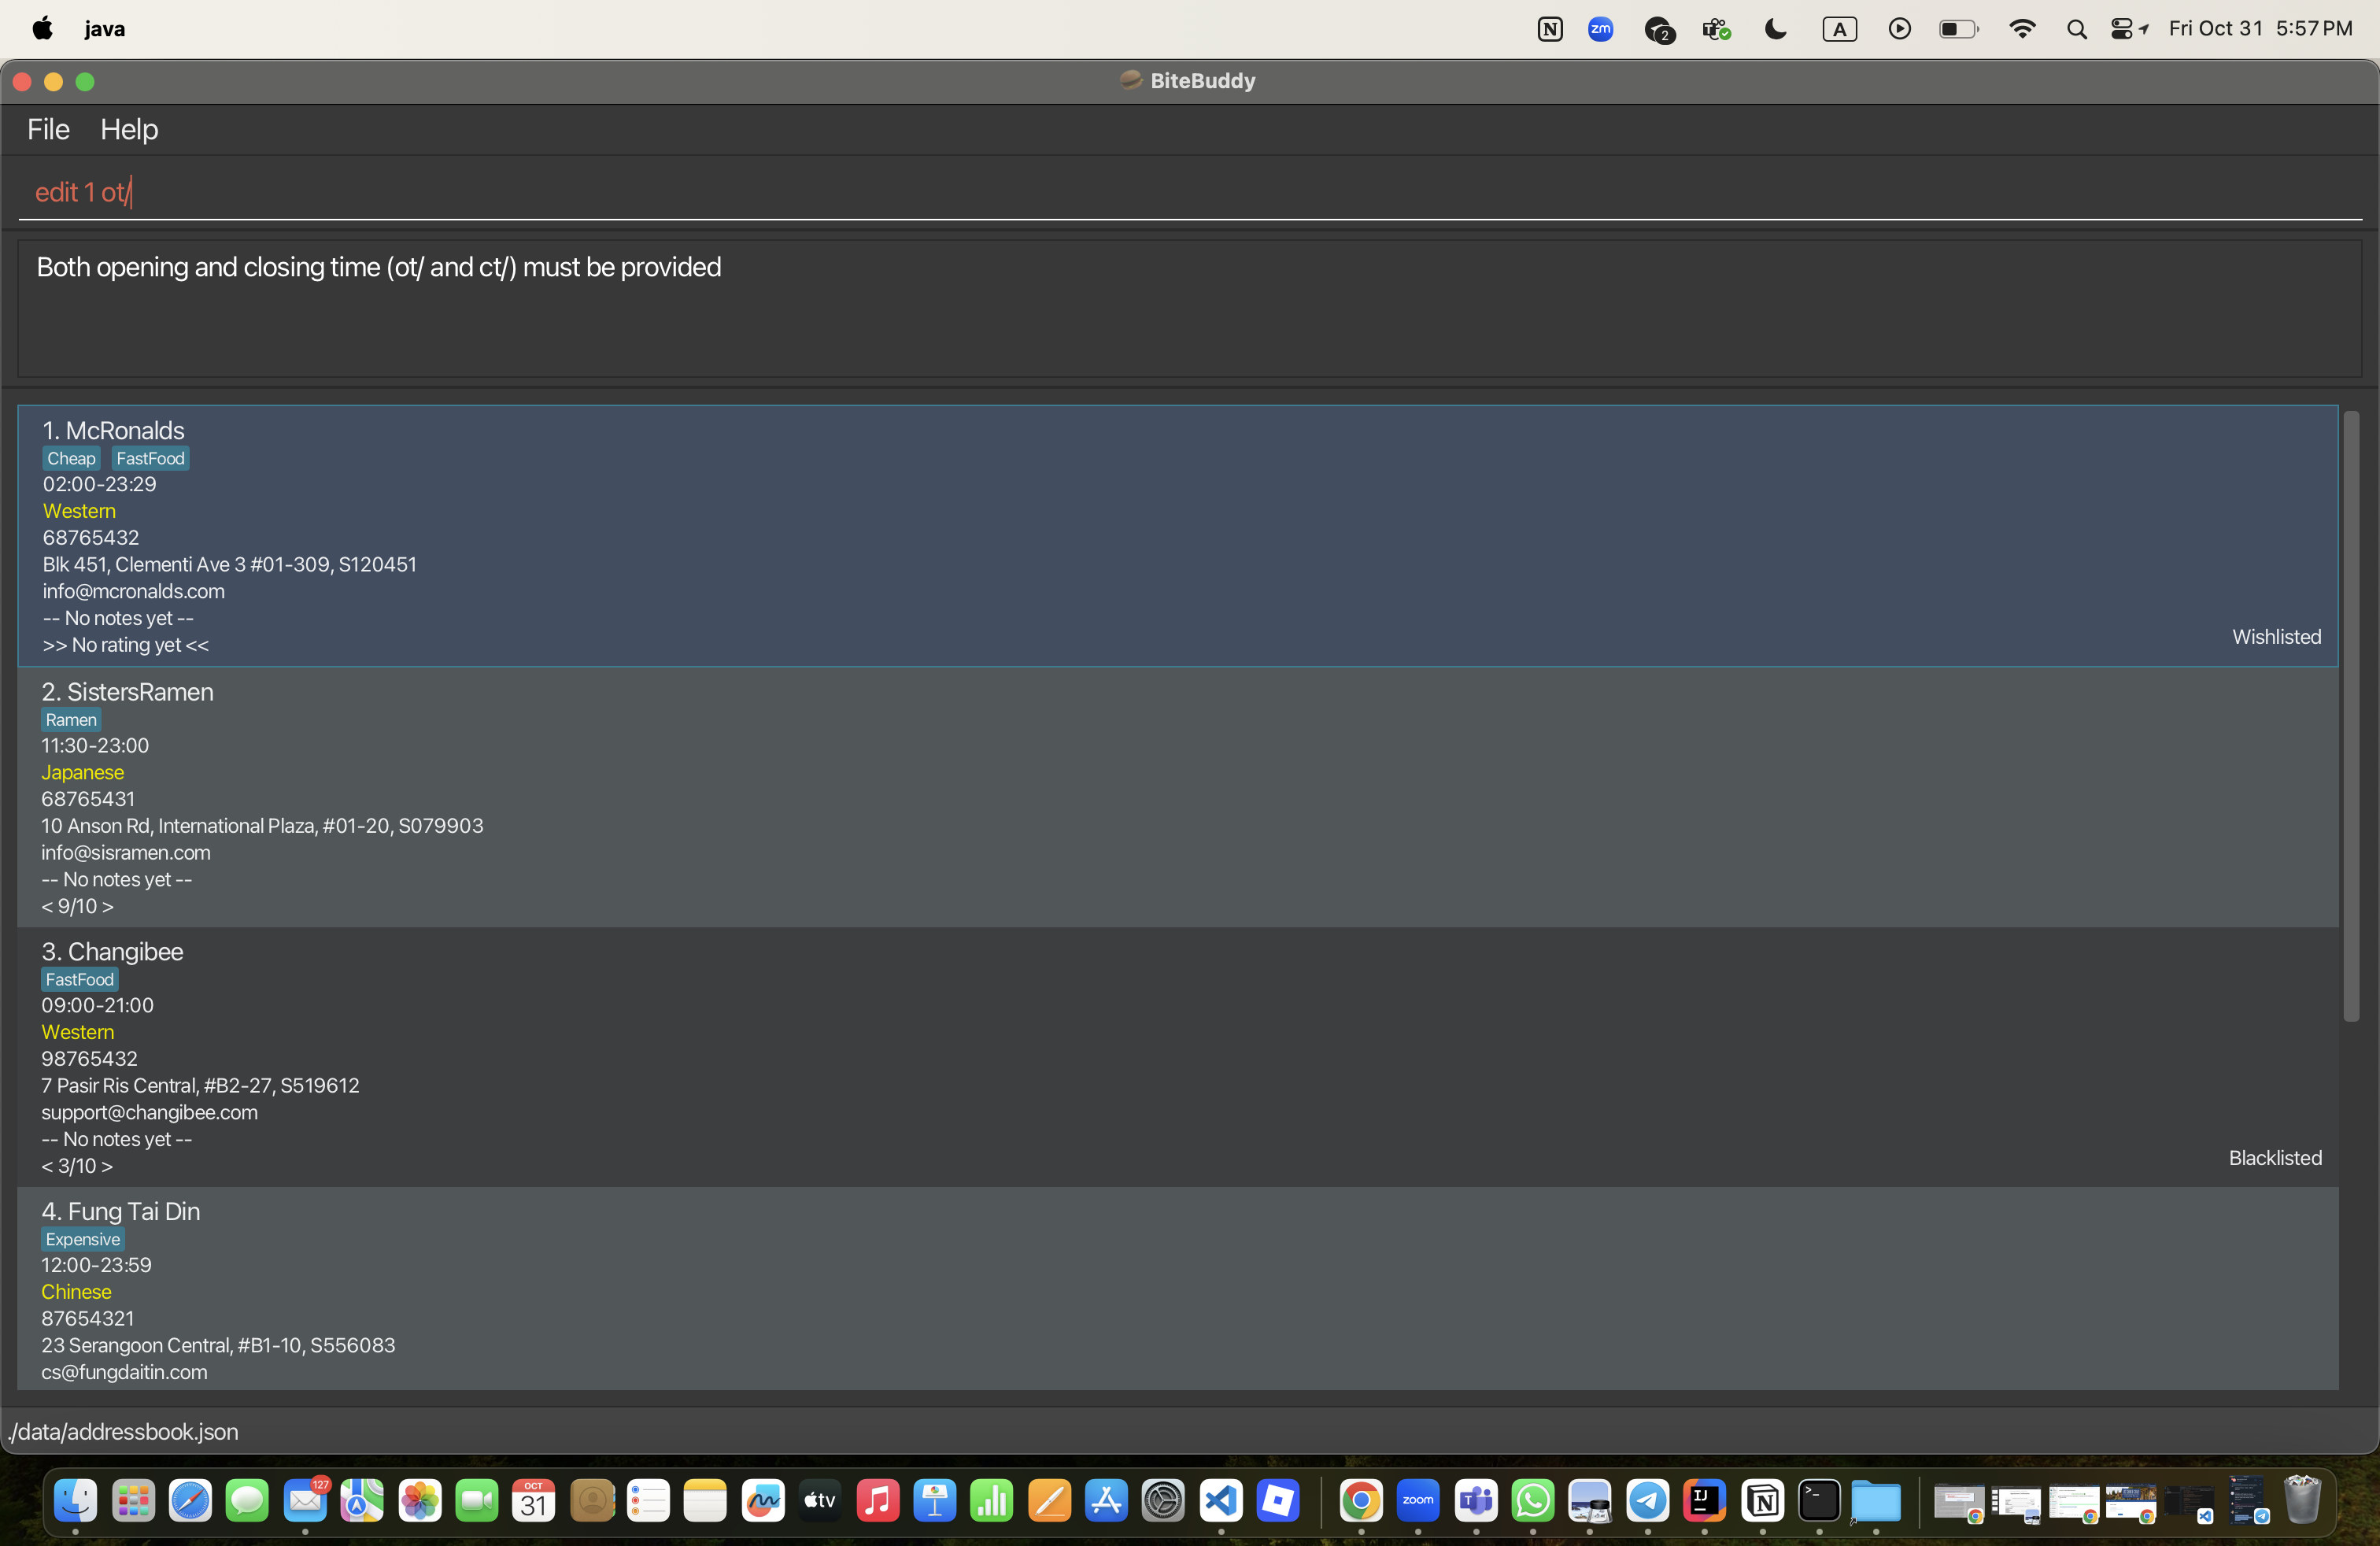 java
N
zm
2
A
Fri Oct 31 5:57 PM
BiteBuddy
File Help
edit 1 ot/
Both opening and closing time (ot/ and ct/) must be provided
1. McRonalds
Cheap FastFood
02:00-23:29
Western
68765432
Blk 451, Clementi Ave 3 #01-309, S120451
info@mcronalds.com
-- No notes yet --
>> No rating yet <<
Wishlisted
2. SistersRamen
Ramen
11:30-23:00
Japanese
68765431
10 Anson Rd, International Plaza, #01-20, S079903
info@sisramen.com
-- No notes yet --
< 9/10 >
3. Changibee
FastFood
09:00-21:00
Western
98765432
7 Pasir Ris Central, #B2-27, S519612
support@changibee.com
-- No notes yet --
< 3/10 >
Blacklisted
4. Fung Tai Din
Expensive
12:00-23:59
Chinese
87654321
23 Serangoon Central, #B1-10, S556083
cs@fungdaitin.com
./data/addressbook.json
127
OCT
31
tv
zoom
T
IJ
N
>_